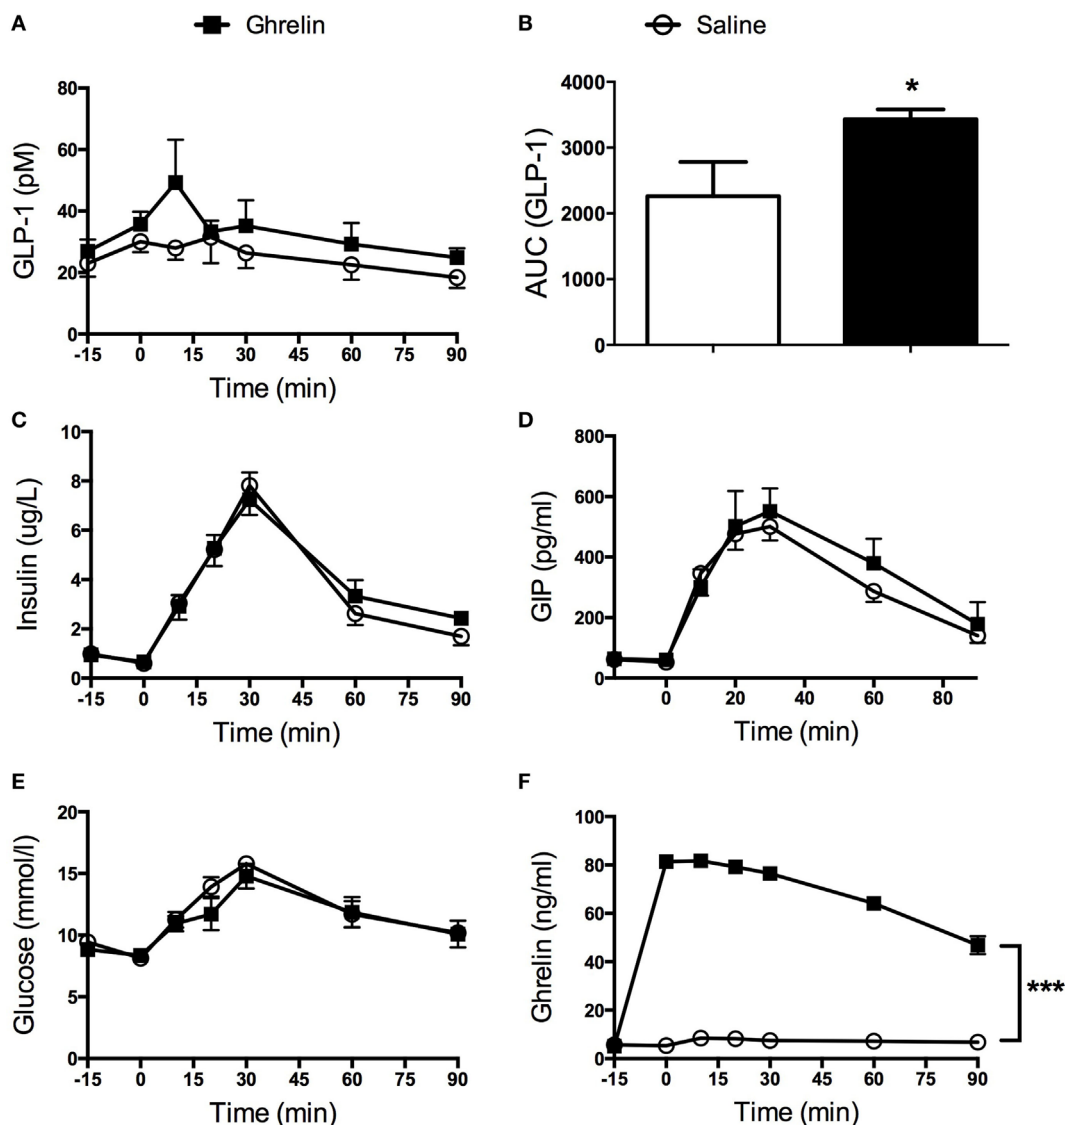 A
Ghrelin
B
Saline
80
60
40
20
0
GLP-1 (pM)
-15 0 15 30 45 60 75 90
Time (min)
4000
3000
2000
1000
0
AUC (GLP-1)
*
C
10
8
6
4
2
0
Insulin (ug/L)
-15 0 15 30 45 60 75 90
Time (min)
D
800
600
400
200
0
GIP (pg/ml)
0 20 40 60 80
Time (min)
E
20
15
10
5
0
Glucose (mmol/l)
-15 0 15 30 45 60 75 90
Time (min)
F
100
80
60
40
20
0
Ghrelin (ng/ml)
-15 0 15 30 45 60 75 90
Time (min)
***